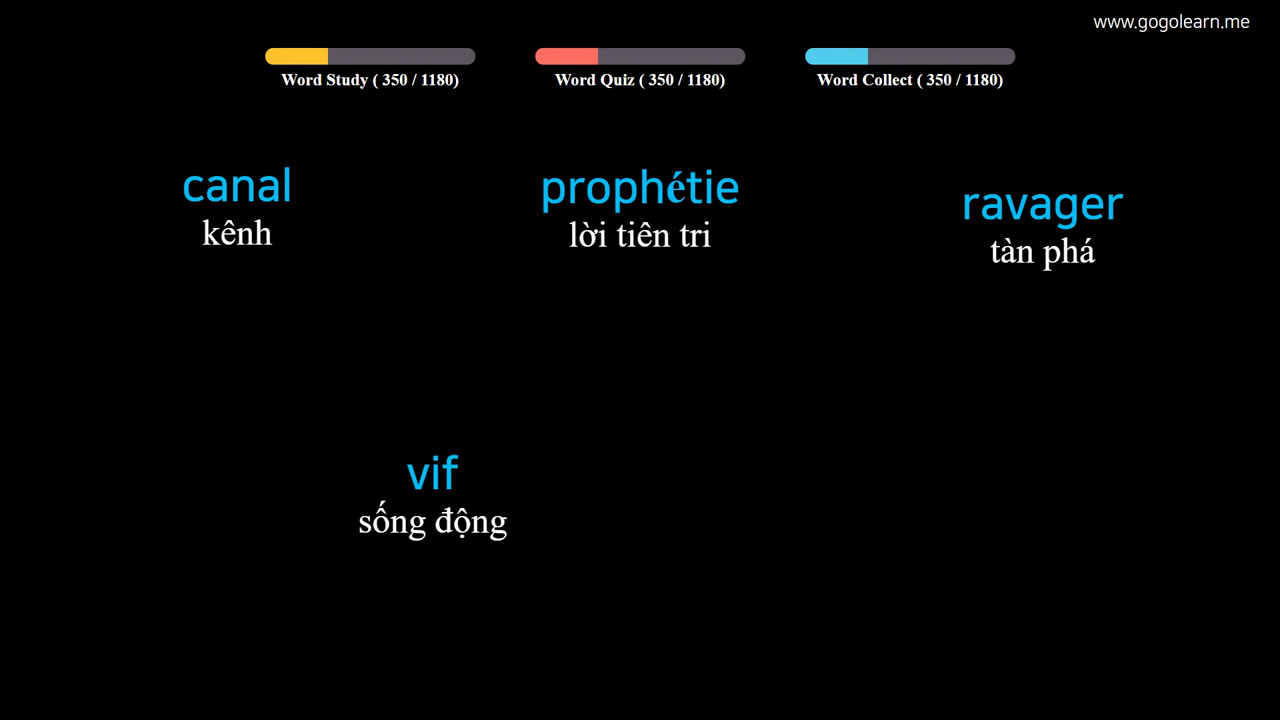 www.gogolearn.me
Word Study ( 350 / 1180)
Word Quiz ( 350 / 1180)
Word Collect ( 350 / 1180)
canal
kênh
prophétie
lời tiên tri
ravager
tàn phá
vif
sống động